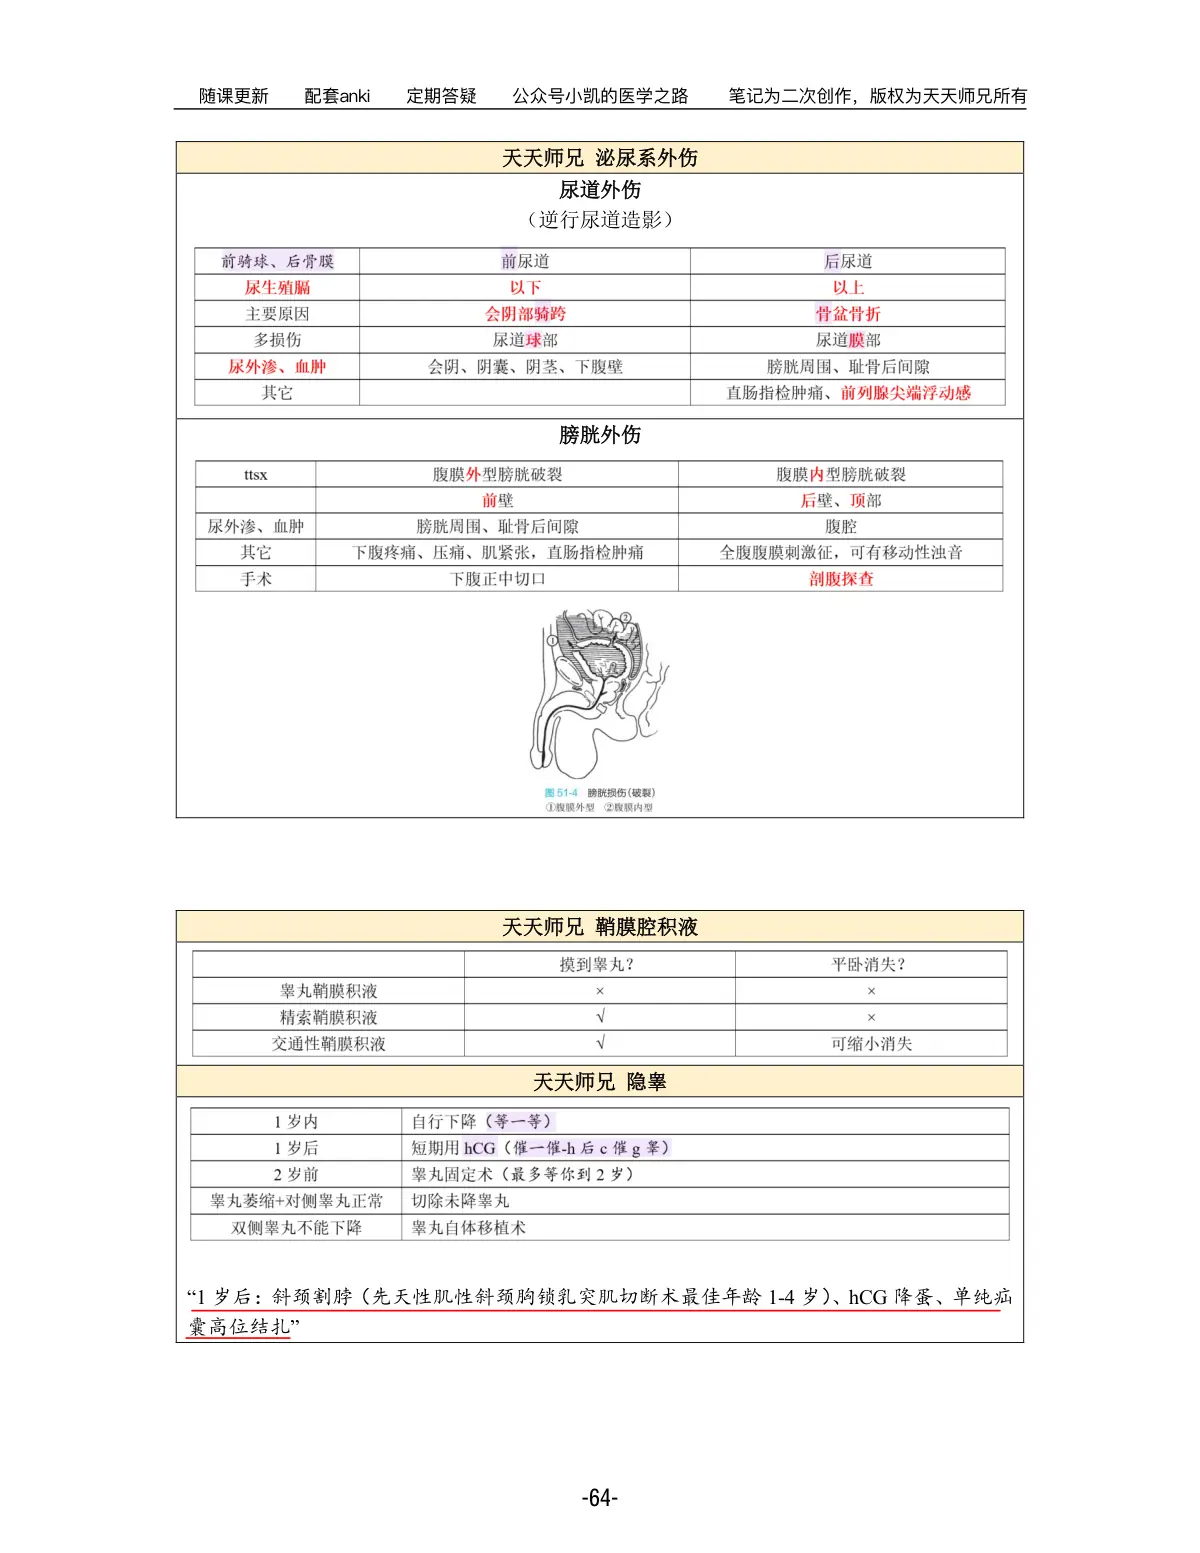 随课更新 配套anki 定期答疑 公众号小凯的医学之路 笔记为二次创作，版权为天天师兄所有
天天师兄 泌尿系外伤
尿道外伤
（逆行尿道造影）
前骑球、后骨膜 前尿道 后尿道
尿生殖膈 以下 以上
主要原因 会阴部骑跨 骨盆骨折
多损伤 尿道球部 尿道膜部
尿外渗、血肿 会阴、阴囊、阴茎、下腹壁 膀胱周围、耻骨后间隙
其它 直肠指检肿痛、前列腺尖端浮动感
膀胱外伤
ttsx 腹膜外型膀胱破裂 腹膜内型膀胱破裂
前壁 后壁、顶部
尿外渗、血肿 膀胱周围、耻骨后间隙 腹腔
其它 下腹疼痛、压痛、肌紧张，直肠指检肿痛 全腹腹膜刺激征，可有移动性浊音
手术 下腹正中切口 剖腹探查
① ②
图 51-4 膀胱损伤（破裂）
①腹膜外型 ②腹膜内型
天天师兄 鞘膜腔积液
摸到睾丸？ 平卧消失？
睾丸鞘膜积液 × ×
精索鞘膜积液 √ ×
交通性鞘膜积液 √ 可缩小消失
天天师兄 隐睾
1 岁内 自行下降（等一等）
1 岁后 短期用 hCG（催一催-h 后 c 催 g 睾）
2 岁前 睾丸固定术（最多等你到 2 岁）
睾丸萎缩+对侧睾丸正常 切除未降睾丸
双侧睾丸不能下降 睾丸自体移植术
“1 岁后：斜颈割脖（先天性肌性斜颈胸锁乳突肌切断术最佳年龄 1-4 岁）、hCG 降蛋、单纯疝
囊高位结扎”
-64-